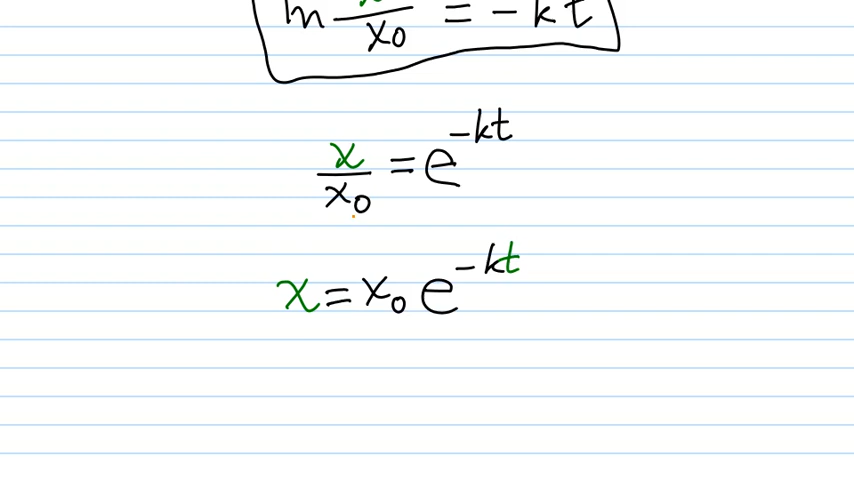 ln x/x₀ = -kt
x/x₀ = e^(-kt)
x = x₀ e^(-kt)